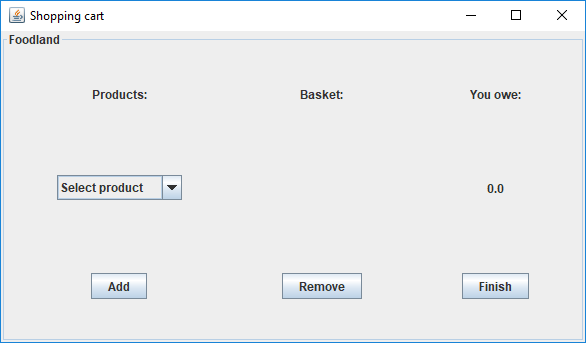 Shopping cart
Foodland
Products: Basket: You owe:
Select product 0.0
Add Remove Finish